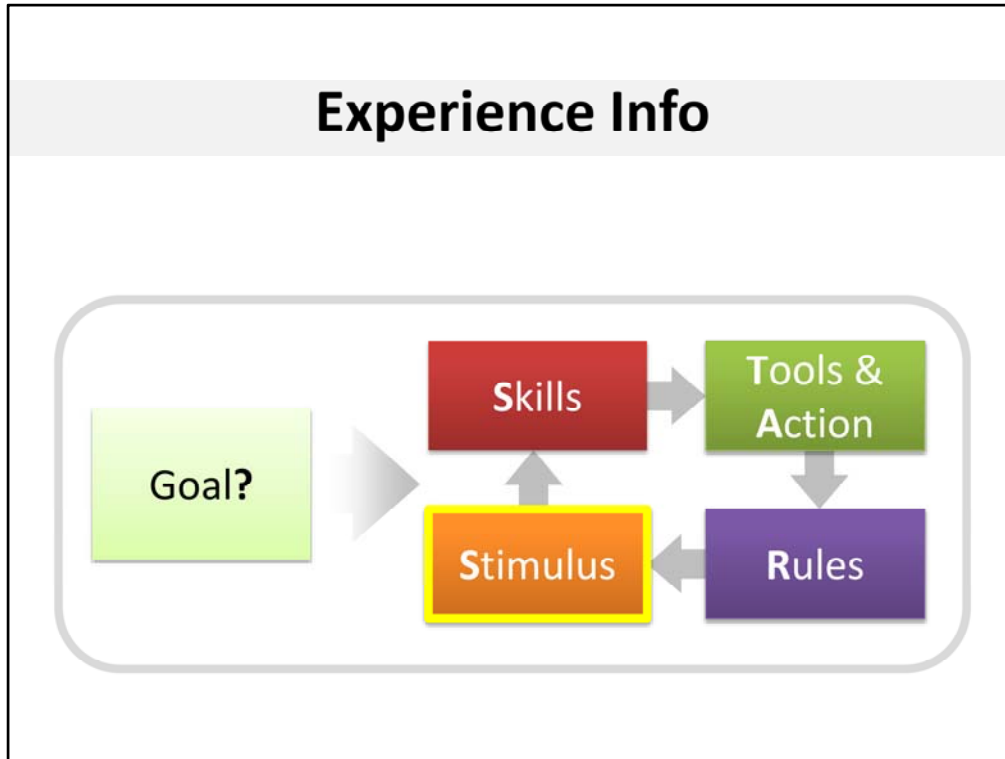 Experience Info
Goal?
Skills
Tools &
Action
Stimulus
Rules